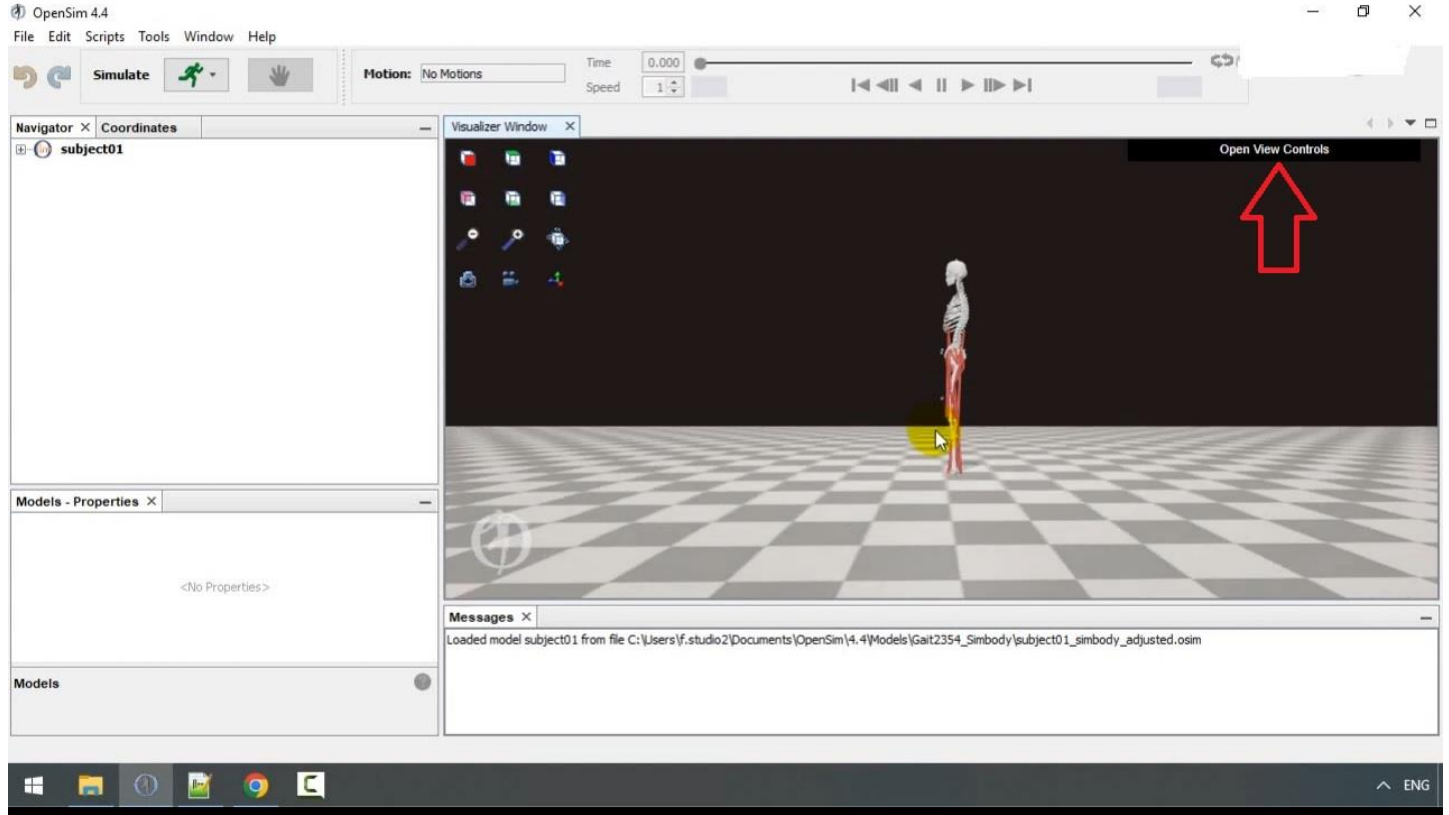 OpenSim 4.4
File Edit Scripts Tools Window Help
Simulate
Motion: No Motions
Time 0.000
Speed 1
Navigator Coordinates
subject01
Visualizer Window
Open View Controls
Models - Properties
<No Properties>
Models
Messages
Loaded model subject01 from file C:\Users\f.studio2\Documents\OpenSim\4.4\Models\Gait2354_Simbody\subject01_simbody_adjusted.osim
ENG